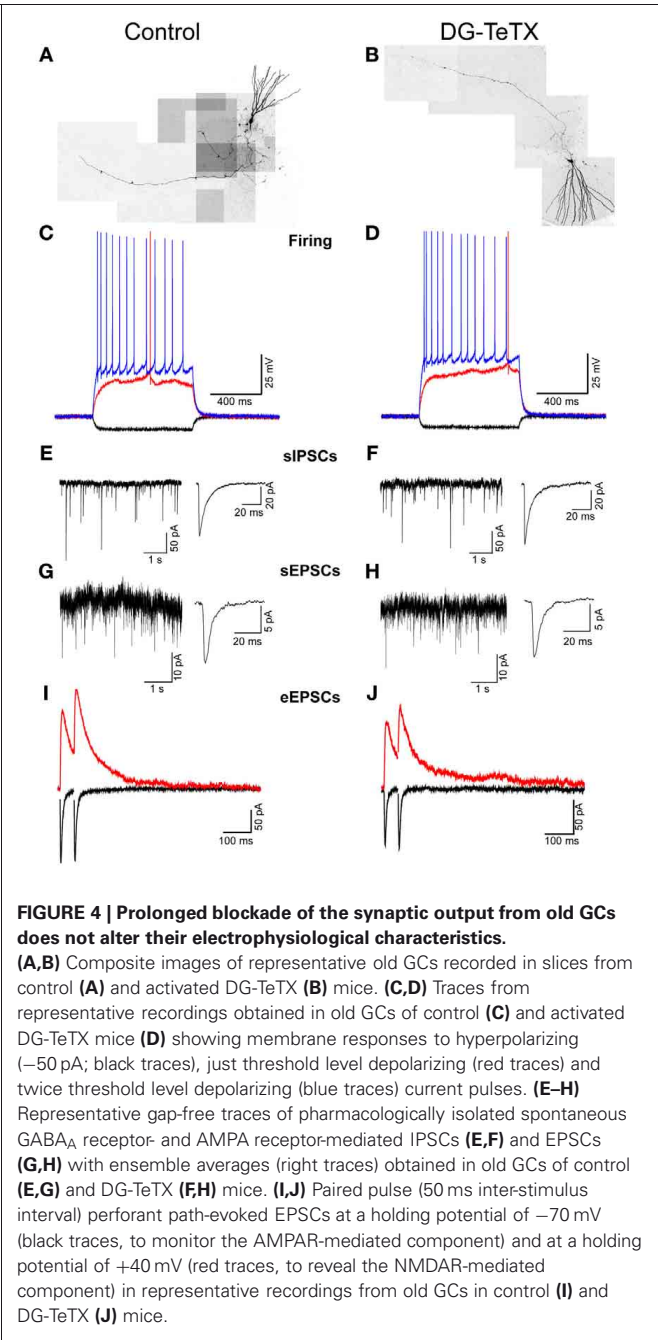 Control
DG-TeTX
A
B
C
Firing
D
25 mV
400 ms
25 mV
400 ms
E
sIPSCs
F
50 pA
1 s
20 pA
20 ms
50 pA
1 s
20 pA
20 ms
G
sEPSCs
H
10 pA
1 s
5 pA
20 ms
10 pA
1 s
5 pA
20 ms
I
eEPSCs
J
50 pA
100 ms
50 pA
100 ms
FIGURE 4 | Prolonged blockade of the synaptic output from old GCs
does not alter their electrophysiological characteristics.
(A,B) Composite images of representative old GCs recorded in slices from
control (A) and activated DG-TeTX (B) mice. (C,D) Traces from
representative recordings obtained in old GCs of control (C) and activated
DG-TeTX mice (D) showing membrane responses to hyperpolarizing
(−50 pA; black traces), just threshold level depolarizing (red traces) and
twice threshold level depolarizing (blue traces) current pulses. (E–H)
Representative gap-free traces of pharmacologically isolated spontaneous
GABAA receptor- and AMPA receptor-mediated IPSCs (E,F) and EPSCs
(G,H) with ensemble averages (right traces) obtained in old GCs of control
(E,G) and DG-TeTX (F,H) mice. (I,J) Paired pulse (50 ms inter-stimulus
interval) perforant path-evoked EPSCs at a holding potential of −70 mV
(black traces, to monitor the AMPAR-mediated component) and at a holding
potential of +40 mV (red traces, to reveal the NMDAR-mediated
component) in representative recordings from old GCs in control (I) and
DG-TeTX (J) mice.